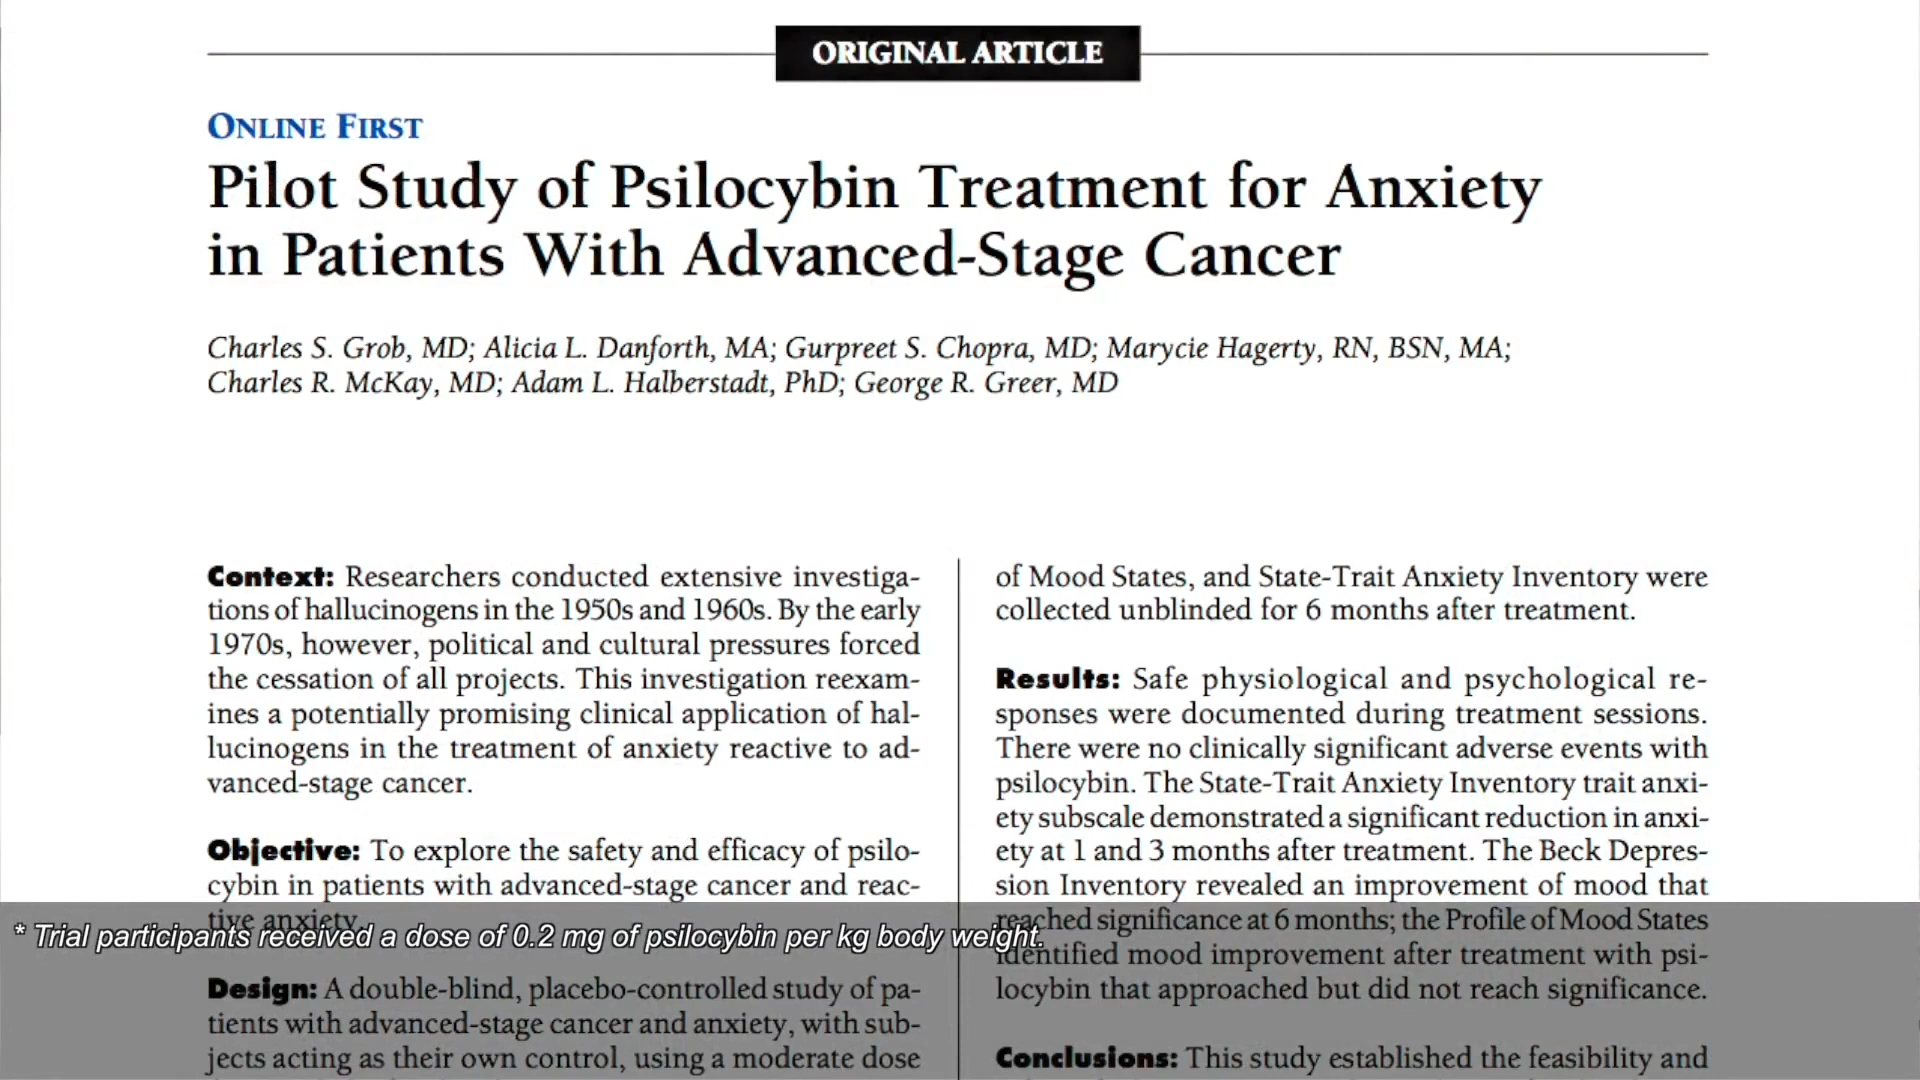 ORIGINAL ARTICLE
ONLINE FIRST
Pilot Study of Psilocybin Treatment for Anxiety
in Patients With Advanced-Stage Cancer
Charles S. Grob, MD; Alicia L. Danforth, MA; Gurpreet S. Chopra, MD; Marycie Hagerty, RN, BSN, MA;
Charles R. McKay, MD; Adam L. Halberstadt, PhD; George R. Greer, MD
Context: Researchers conducted extensive investiga-
tions of hallucinogens in the 1950s and 1960s. By the early
1970s, however, political and cultural pressures forced
the cessation of all projects. This investigation reexam-
ines a potentially promising clinical application of hal-
lucinogens in the treatment of anxiety reactive to ad-
vanced-stage cancer.
Objective: To explore the safety and efficacy of psilo-
cybin in patients with advanced-stage cancer and reac-
tive anxiety.
Design: A double-blind, placebo-controlled study of pa-
tients with advanced-stage cancer and anxiety, with sub-
jects acting as their own control, using a moderate dose
of Mood States, and State-Trait Anxiety Inventory were
collected unblinded for 6 months after treatment.
Results: Safe physiological and psychological re-
sponses were documented during treatment sessions.
There were no clinically significant adverse events with
psilocybin. The State-Trait Anxiety Inventory trait anxi-
ety subscale demonstrated a significant reduction in anxi-
ety at 1 and 3 months after treatment. The Beck Depres-
sion Inventory revealed an improvement of mood that
reached significance at 6 months; the Profile of Mood States
identified mood improvement after treatment with psi-
locybin that approached but did not reach significance.
Conclusions: This study established the feasibility and
* Trial participants received a dose of 0.2 mg of psilocybin per kg body weight.